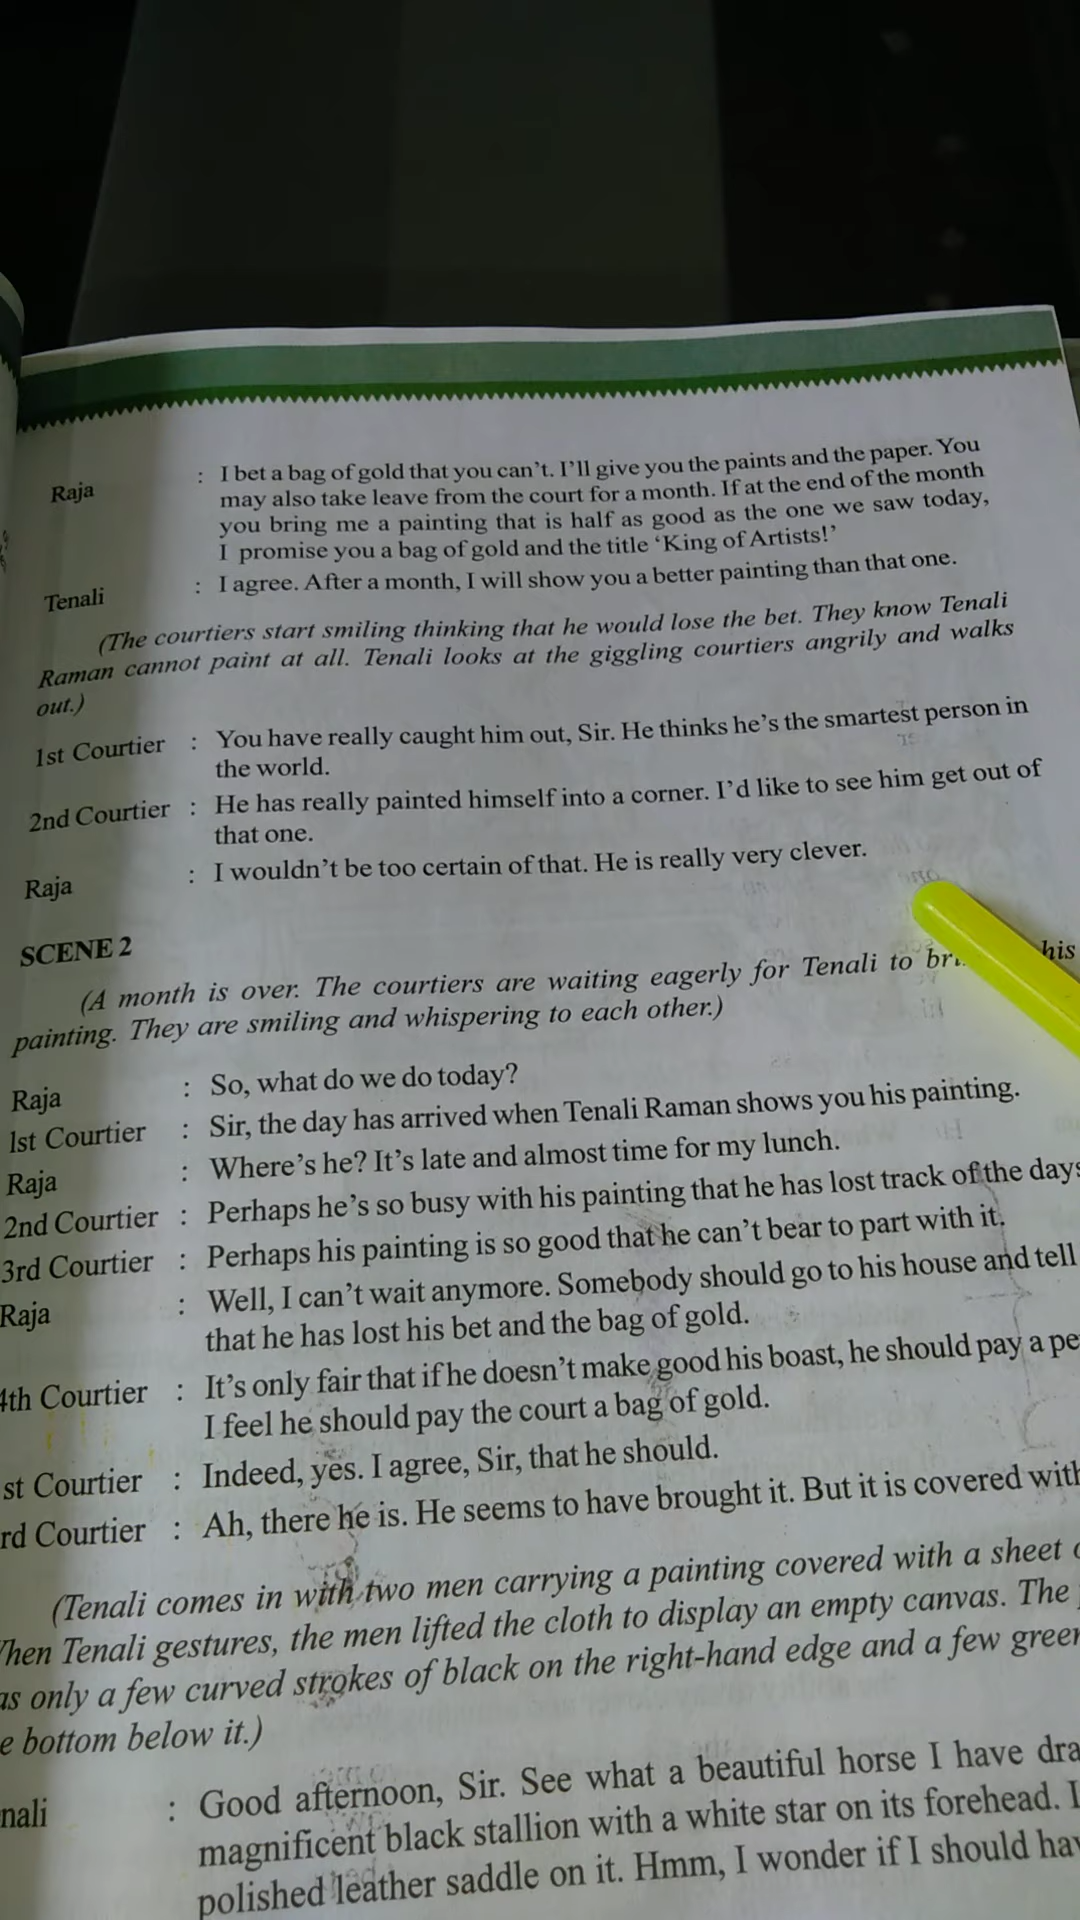 Raja : I bet a bag of gold that you can't. I'll give you the paints and the paper. You
may also take leave from the court for a month. If at the end of the month
you bring me a painting that is half as good as the one we saw today,
I promise you a bag of gold and the title 'King of Artists!'
Tenali : I agree. After a month, I will show you a better painting than that one.
(The courtiers start smiling thinking that he would lose the bet. They know Tenali
Raman cannot paint at all. Tenali looks at the giggling courtiers angrily and walks
out.)
1st Courtier : You have really caught him out, Sir. He thinks he's the smartest person in
the world.
2nd Courtier : He has really painted himself into a corner. I'd like to see him get out of
that one.
Raja : I wouldn't be too certain of that. He is really very clever.
SCENE 2
(A month is over. The courtiers are waiting eagerly for Tenali to his
painting. They are smiling and whispering to each other.)
Raja : So, what do we do today?
1st Courtier : Sir, the day has arrived when Tenali Raman shows you his painting.
Raja : Where's he? It's late and almost time for my lunch.
2nd Courtier : Perhaps he's so busy with his painting that he has lost track of the days
3rd Courtier : Perhaps his painting is so good that he can't bear to part with it.
Raja : Well, I can't wait anymore. Somebody should go to his house and tell
that he has lost his bet and the bag of gold.
4th Courtier : It's only fair that if he doesn't make good his boast, he should pay a pe
I feel he should pay the court a bag of gold.
st Courtier : Indeed, yes. I agree, Sir, that he should.
rd Courtier : Ah, there he is. He seems to have brought it. But it is covered with
(Tenali comes in with two men carrying a painting covered with a sheet
hen Tenali gestures, the men lifted the cloth to display an empty canvas. The
as only a few curved strokes of black on the right-hand edge and a few green
e bottom below it.)
nali : Good afternoon, Sir. See what a beautiful horse I have dra
magnificent black stallion with a white star on its forehead. I
polished leather saddle on it. Hmm, I wonder if I should hav